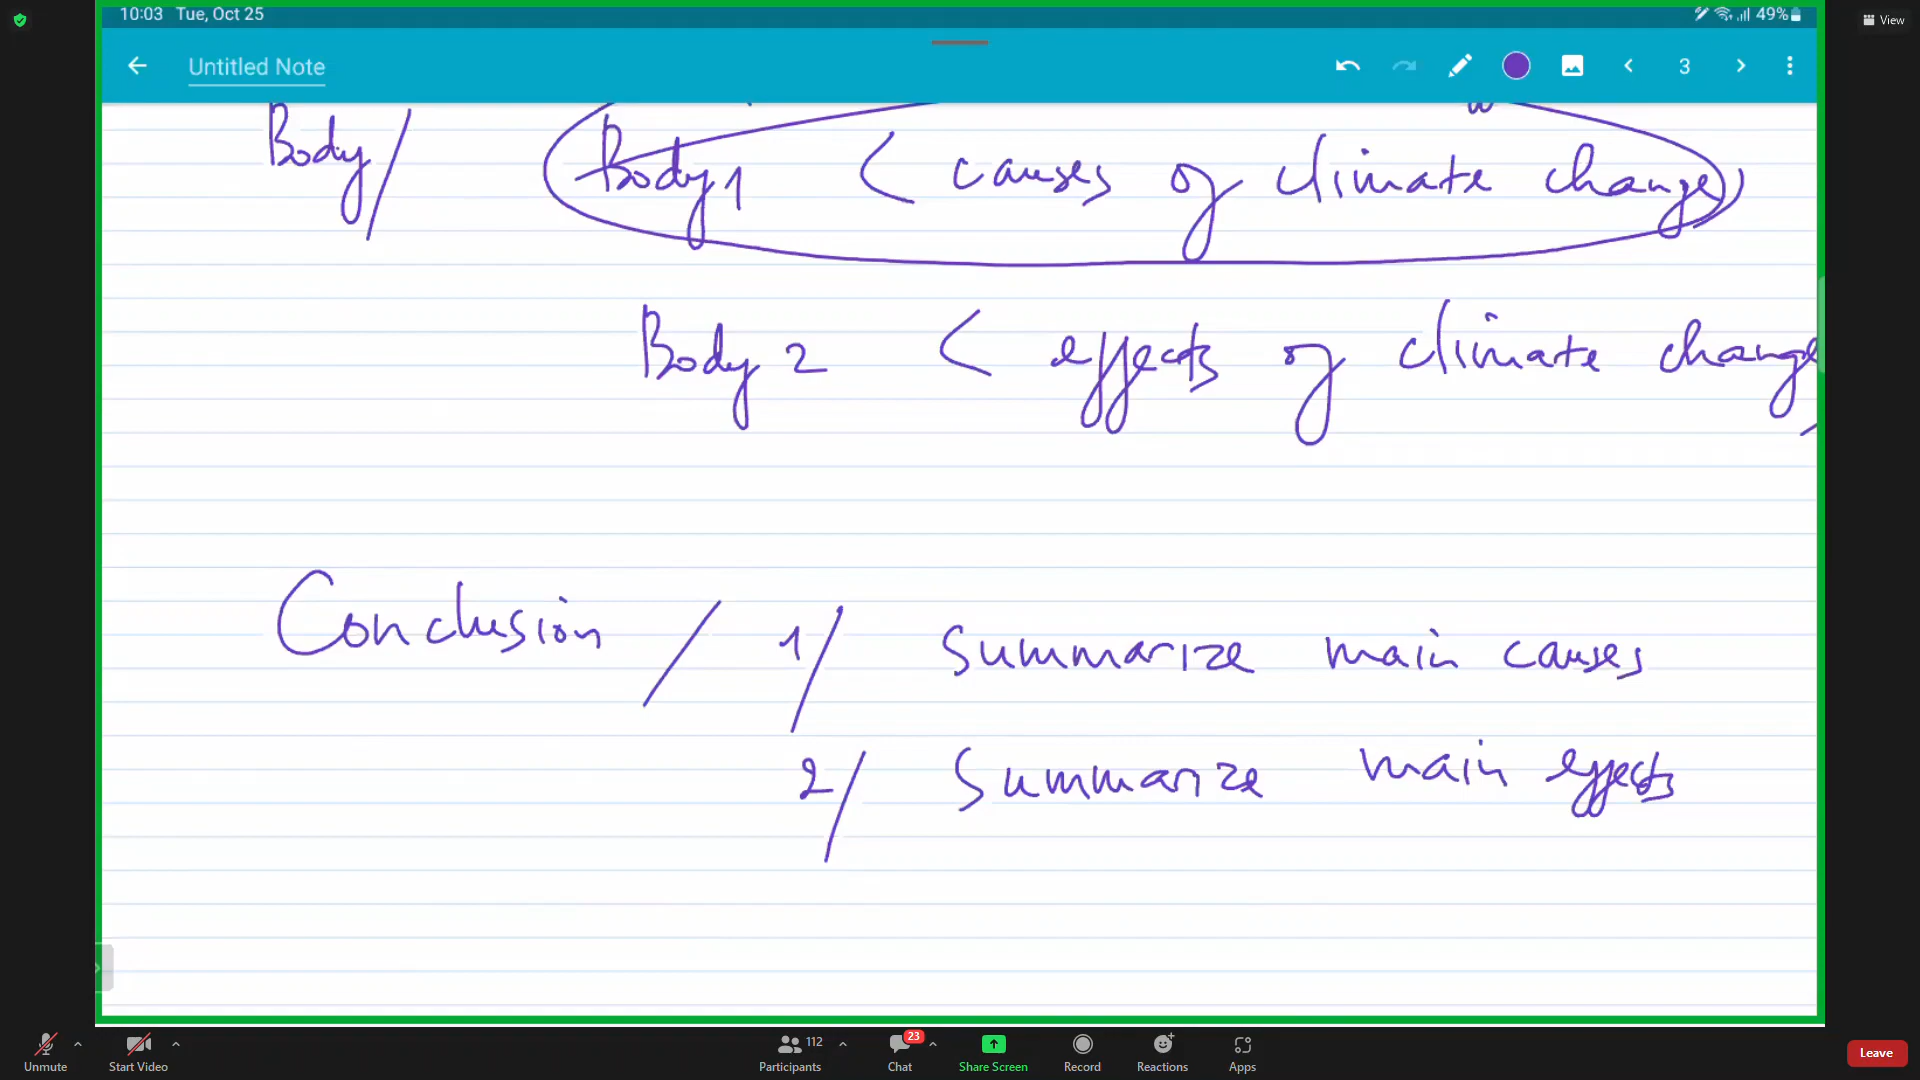 10:03 Tue, Oct 25
49%
View
Untitled Note
3
Body/ Body 1 < causes of climate change
Body 2 < effects of climate change
Conclusion / 1/ Summarize main causes
2/ Summarize main effects
Unmute
Start Video
112
Participants
23
Chat
Share Screen
Record
Reactions
Apps
Leave